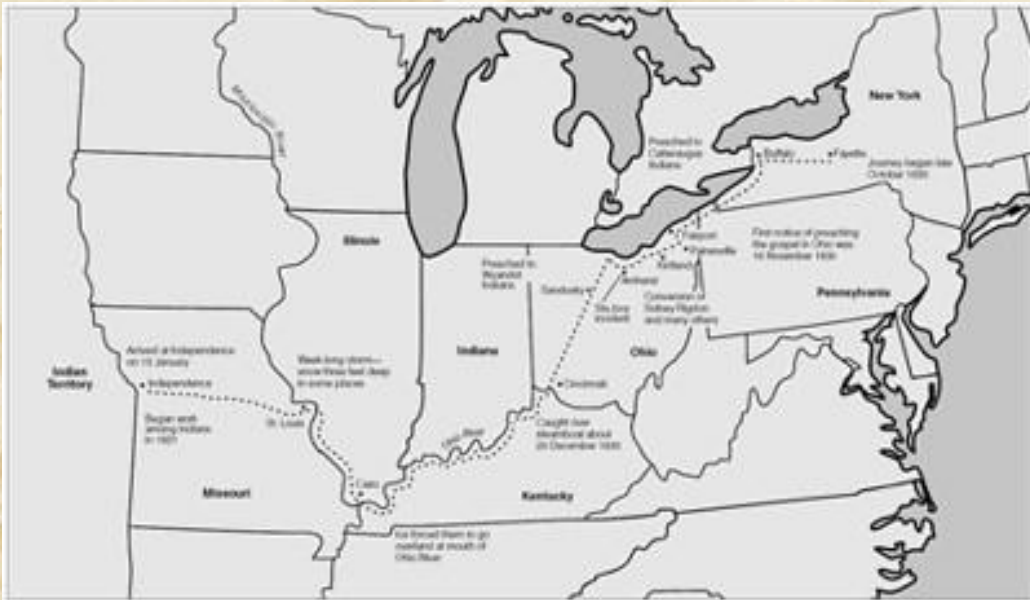 Mississippi River
New York
Preached to
Cattaraugus
Indians
Buffalo
Fayette
Journey began late
October 1830
Illinois
Fairport
Painesville
Kirtland
First notice of preaching
the gospel in Ohio was
16 November 1830
Preached to
Wyandot
Indians
Sandusky
Amherst
incident
Conversion of
Sidney Rigdon
and many others
Pennsylvania
Indian
Territory
Arrived at Independence
on 13 January
Independence
Began work
among Indians
in 1831
Week-long storm—
snow three feet deep
in some places
St. Louis
Indiana
Ohio
Cincinnati
Caught river
steamboat about
20 December 1830
Ohio River
Cairo
Missouri
Kentucky
Ice forced them to go
overland at mouth of
Ohio River